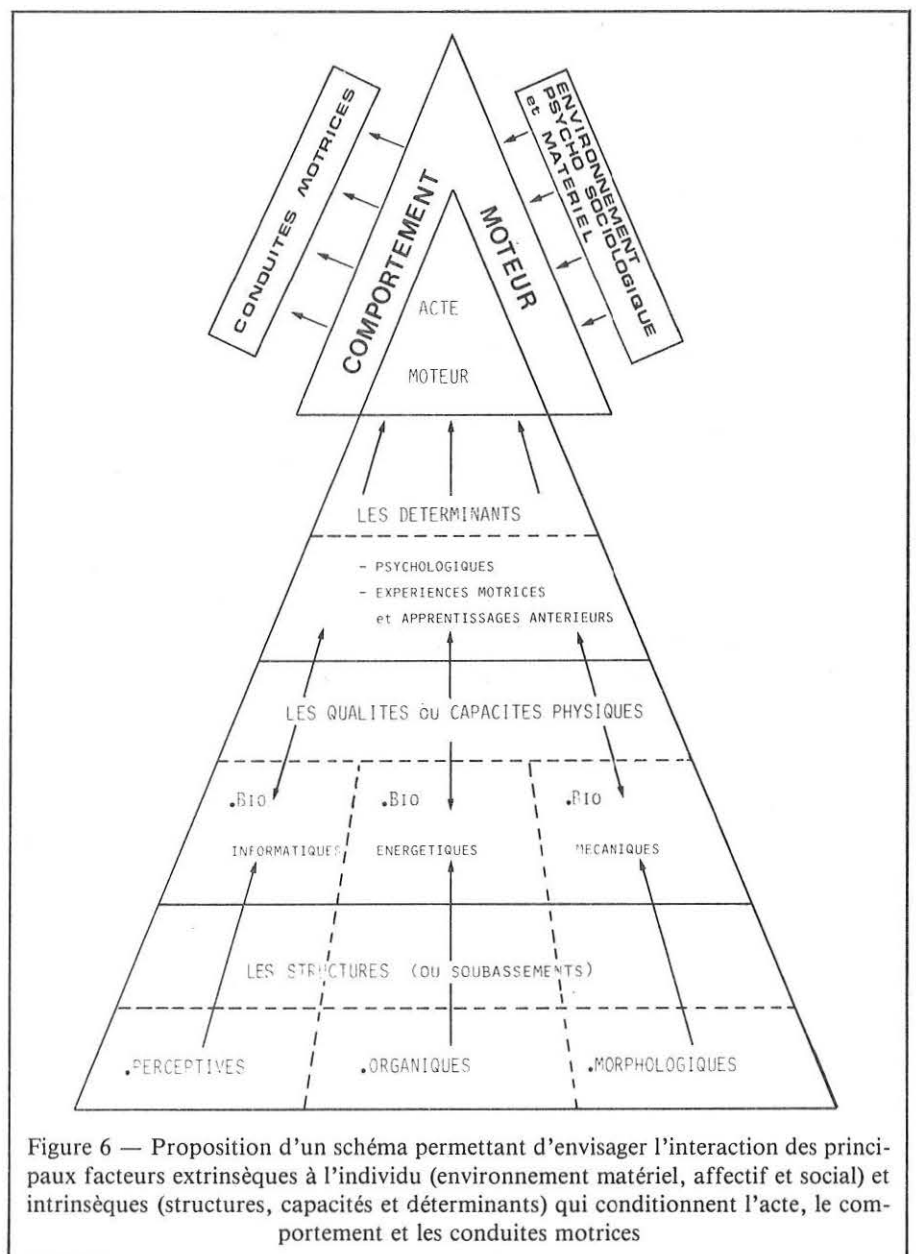 CONDUITES MOTRICES
ENVIRONNEMENT
PSYCHO SOCIOLOGIQUE
et MATERIEL
COMPORTEMENT
MOTEUR
ACTE
MOTEUR
LES DETERMINANTS
- PSYCHOLOGIQUES
- EXPERIENCES MOTRICES
et APPRENTISSAGES ANTERIEURS
LES QUALITES OU CAPACITES PHYSIQUES
.BIO .BIO .BIO
INFORMATIQUES ENERGETIQUES MECANIQUES
LES STRUCTURES (OU SOUBASSEMENTS)
.PERCEPTIVES .ORGANIQUES .MORPHOLOGIQUES
Figure 6 — Proposition d'un schéma permettant d'envisager l'interaction des princi-
paux facteurs extrinsèques à l'individu (environnement matériel, affectif et social) et
intrinsèques (structures, capacités et déterminants) qui conditionnent l'acte, le com-
portement et les conduites motrices